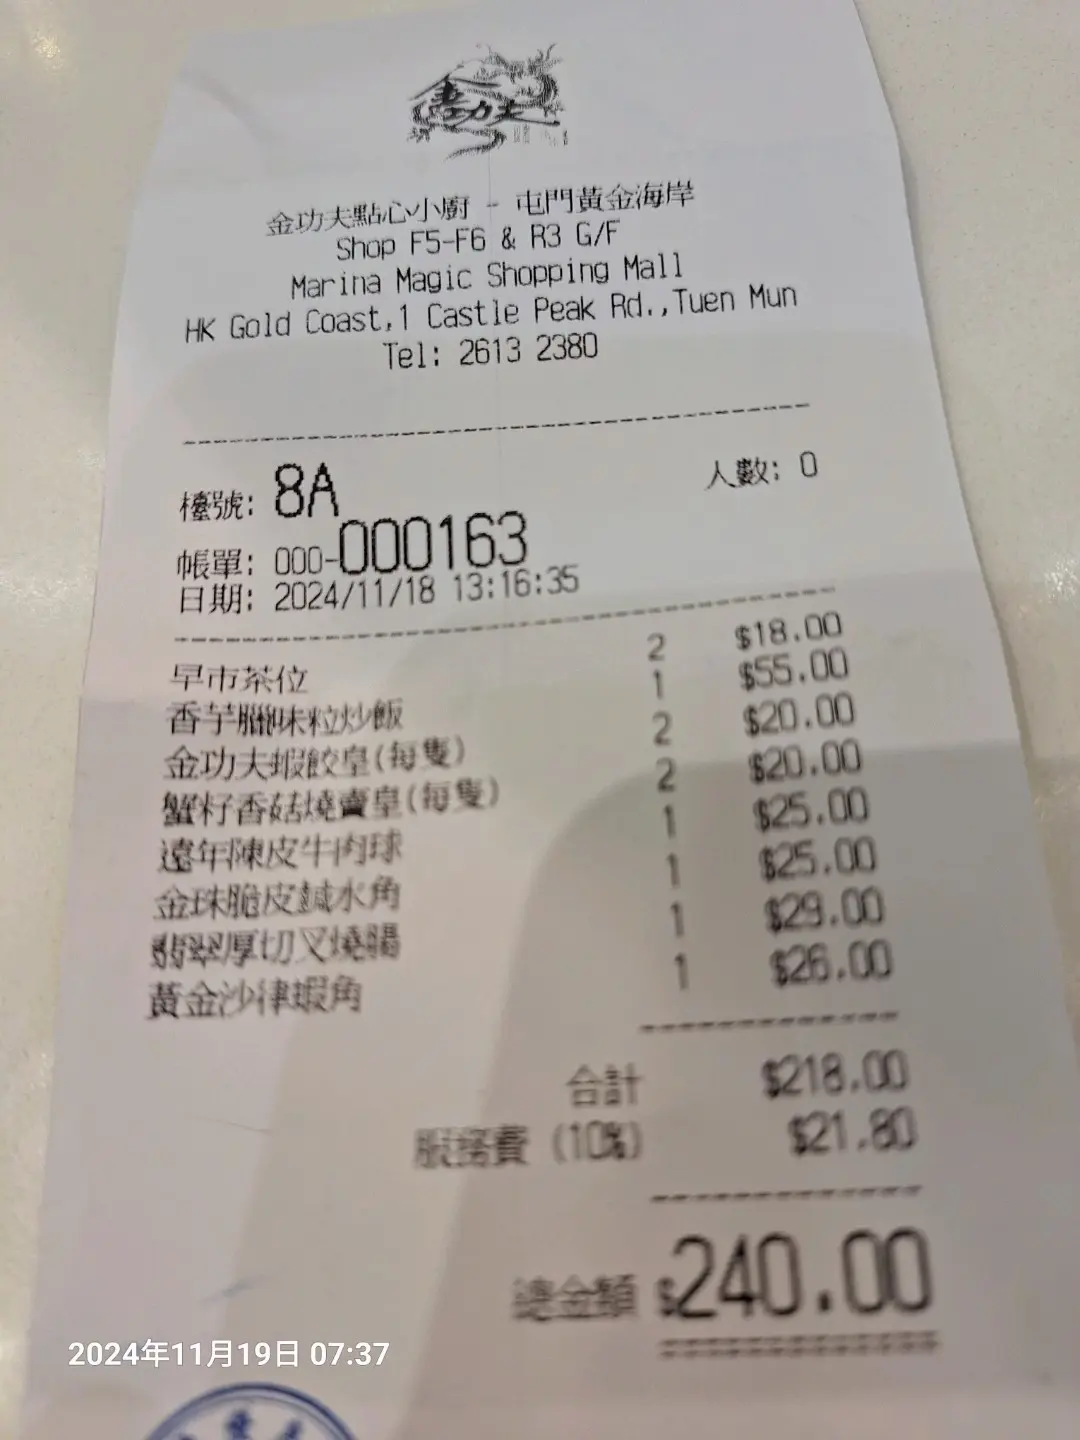 金功夫
金功夫點心小廚 - 屯門黃金海岸
Shop F5-F6 & R3 G/F
Marina Magic Shopping Mall
HK Gold Coast,1 Castle Peak Rd.,Tuen Mun
Tel: 2613 2380
檯號: 8A 人數: 0
帳單: 000-000163
日期: 2024/11/18 13:16:35
早市茶位 2 $18.00
香芋臘味粒炒飯 1 $55.00
金功夫蝦餃皇(每隻) 2 $20.00
蟹籽香菇燒賣皇(每隻) 2 $20.00
遠年陳皮牛肉球 1 $25.00
金珠脆皮鹹水角 1 $25.00
翡翠厚切叉燒腸 1 $29.00
黃金沙律蝦角 1 $26.00
合計 $218.00
服務費 (10%) $21.80
總金額 $240.00
2024年11月19日 07:37